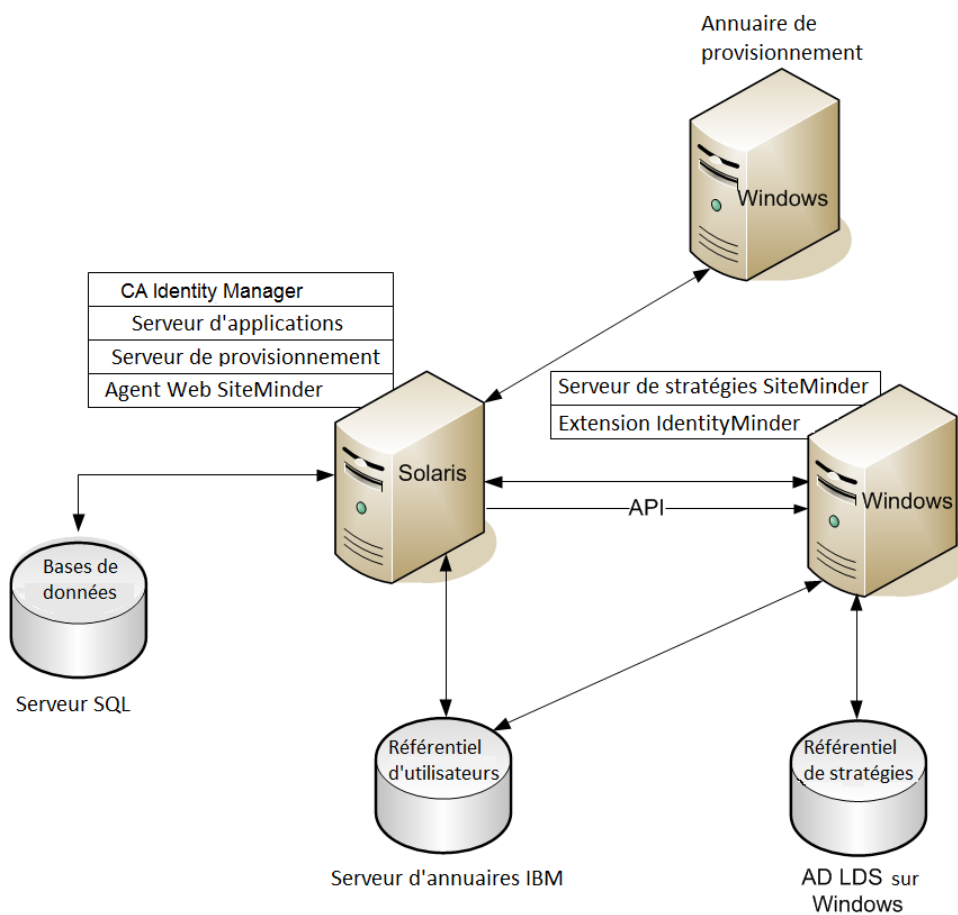 Annuaire de
provisionnement
Windows
CA Identity Manager
Serveur d'applications
Serveur de provisionnement
Agent Web SiteMinder
Serveur de stratégies SiteMinder
Extension IdentityMinder
Solaris
Windows
API
Bases de
données
Serveur SQL
Référentiel
d'utilisateurs
Serveur d'annuaires IBM
Référentiel
de stratégies
AD LDS sur
Windows